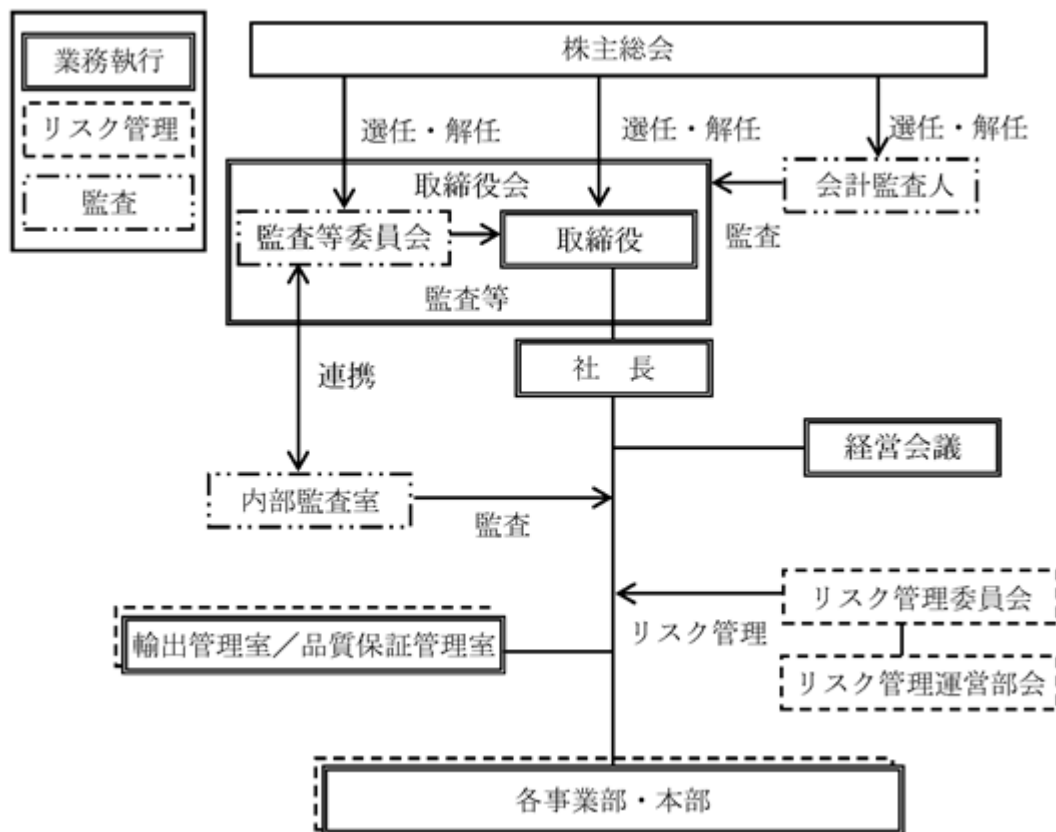 業務執行
リスク管理
監査
株主総会
選任・解任
選任・解任
選任・解任
取締役会
会計監査人
監査等委員会
取締役
監査
監査等
社　長
連携
経営会議
内部監査室
監査
リスク管理委員会
リスク管理
輸出管理室／品質保証管理室
リスク管理運営部会
各事業部・本部